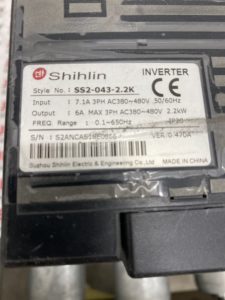 Shihlin
INVERTER
Style No. : SS2-043-2.2K
Input : 7.1A 3PH AC380~480V 50/60Hz
Output : 6A MAX 3PH AC380~480V 2.2kW
FREQ. Range : 0.1~650Hz IP20
S/N :
VER:0.470A
Suzhou Shihlin Electric & Engineering Co., Ltd MADE IN CHINA